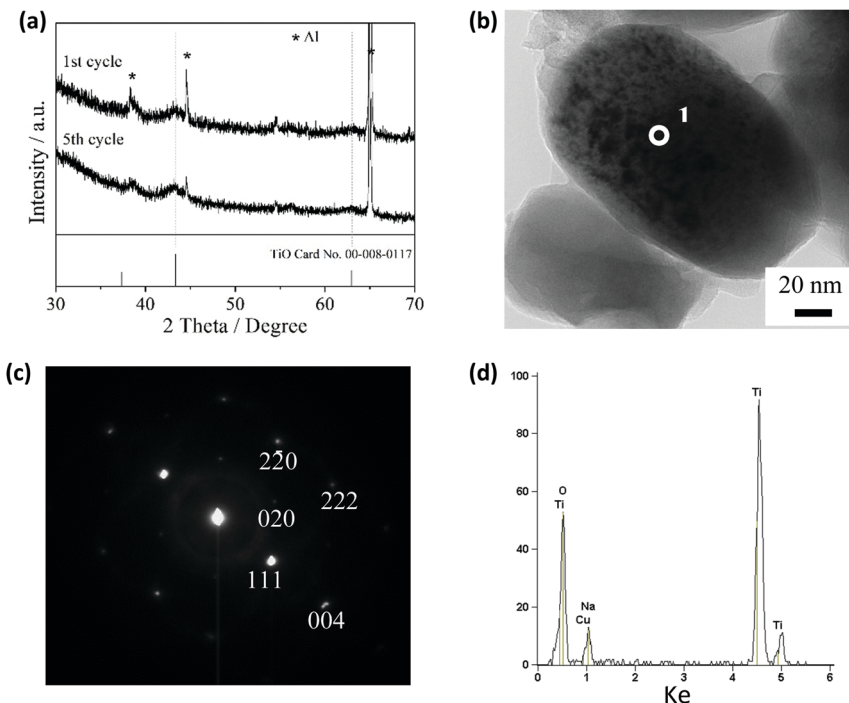 (a)
* Al
1st cycle
*
*
*
5th cycle
TiO Card No. 00-008-0117
30 40 50 60 70
2 Theta / Degree
Intensity / a.u.
(b)
1
20 nm
(c)
220
222
020
111
004
(d)
100
80
60
40
20
0
Ti
O
Ti
Na
Cu
Ti
0 1 2 3 4 5 6
Ke